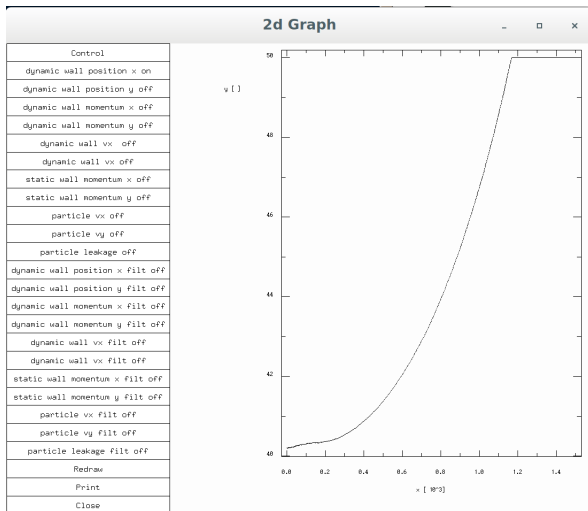 2d Graph
Control
dynamic wall position x on
dynamic wall position y off
dynamic wall momentum x off
dynamic wall momentum y off
dynamic wall vx  off
dynamic wall vx off
static wall momentum x off
static wall momentum y off
particle vx off
particle vy off
particle leakage off
dynamic wall position x filt off
dynamic wall position y filt off
dynamic wall momentum x filt off
dynamic wall momentum y filt off
dynamic wall vx filt off
dynamic wall vx filt off
static wall momentum x filt off
static wall momentum y filt off
particle vx filt off
particle vy filt off
particle leakage filt off
Redraw
Print
Close
y [ ]
50
48
46
44
42
40
0.0 0.2 0.4 0.6 0.8 1.0 1.2 1.4
x [ 10^3]